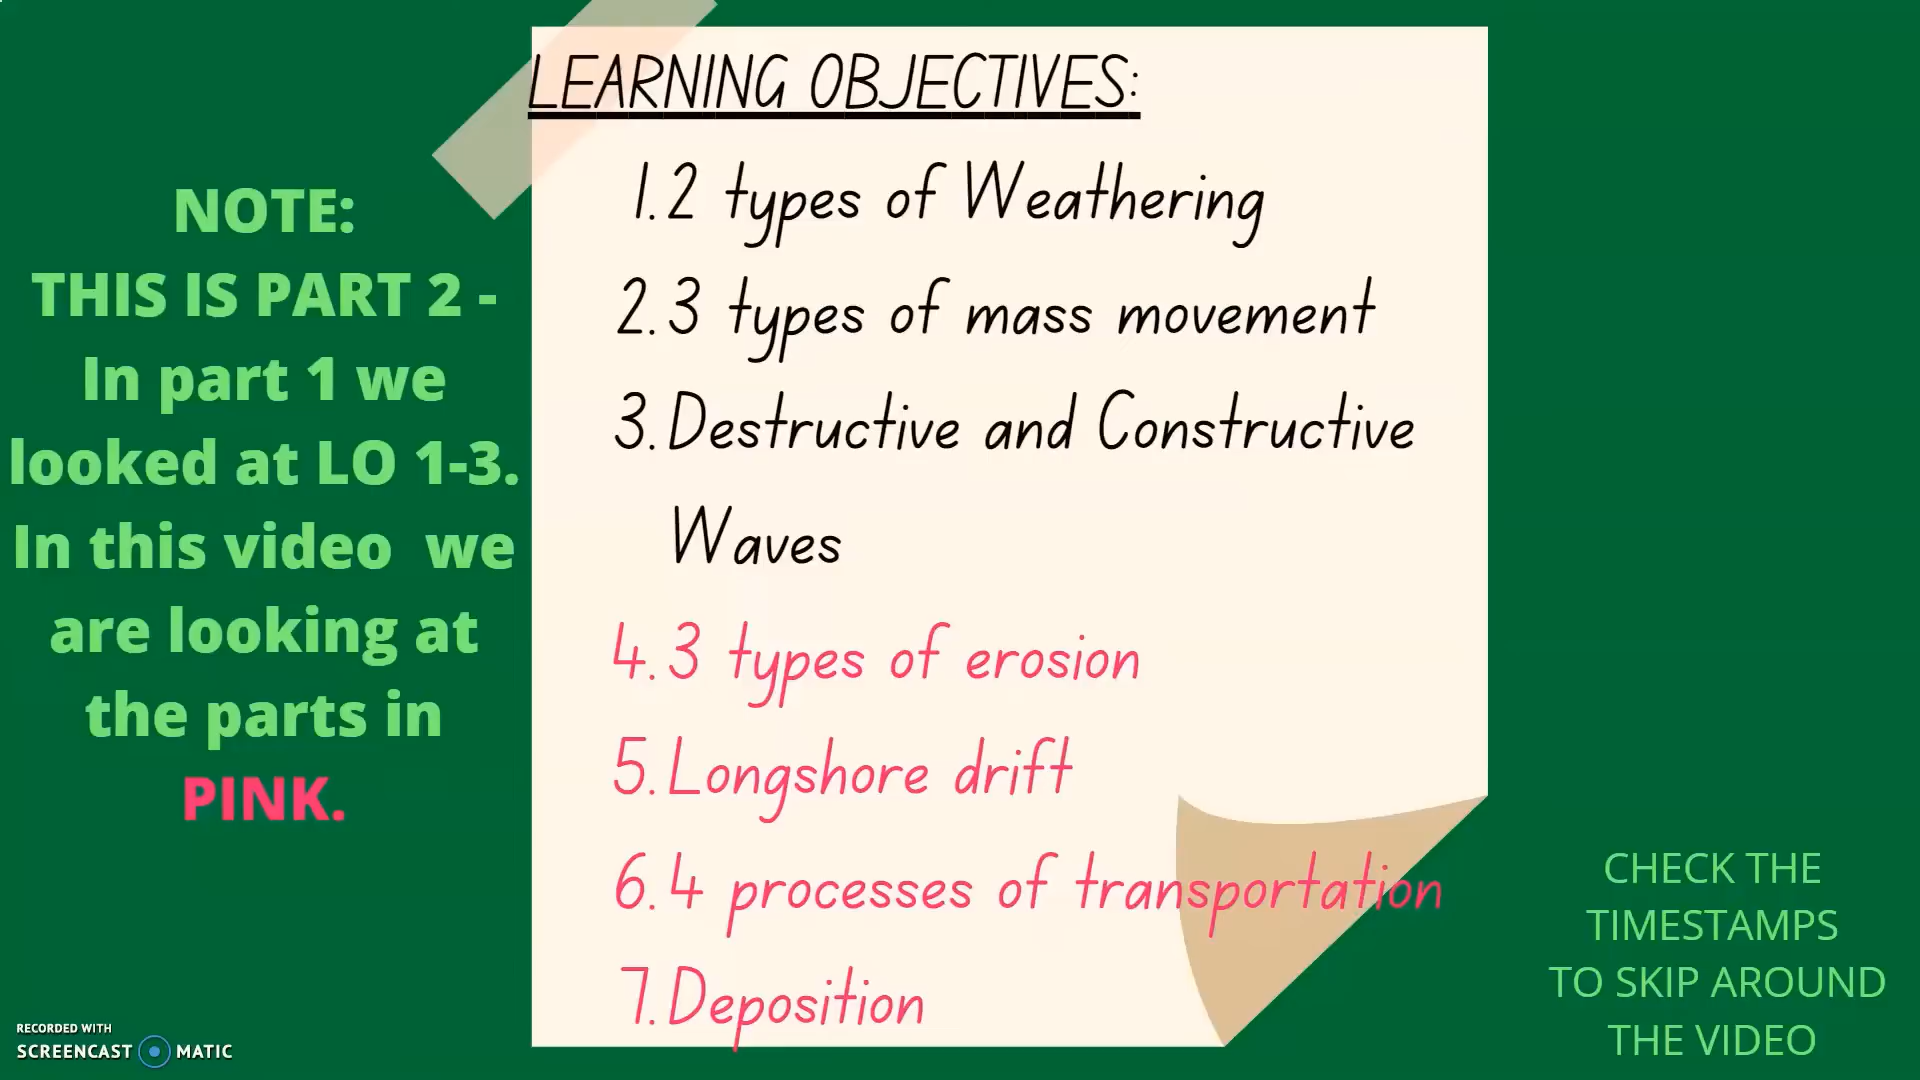 LEARNING OBJECTIVES:
1. 2 types of Weathering
2. 3 types of mass movement
3. Destructive and Constructive
Waves
4. 3 types of erosion
5. Longshore drift
6. 4 processes of transportation
7. Deposition
NOTE:
THIS IS PART 2 -
In part 1 we
looked at LO 1-3.
In this video we
are looking at
the parts in
PINK.
CHECK THE
TIMESTAMPS
TO SKIP AROUND
THE VIDEO
RECORDED WITH
SCREENCAST MATIC